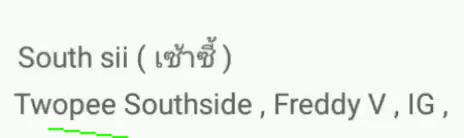 South sii ( เซ้าซี้ )
Twopee Southside , Freddy V , IG ,